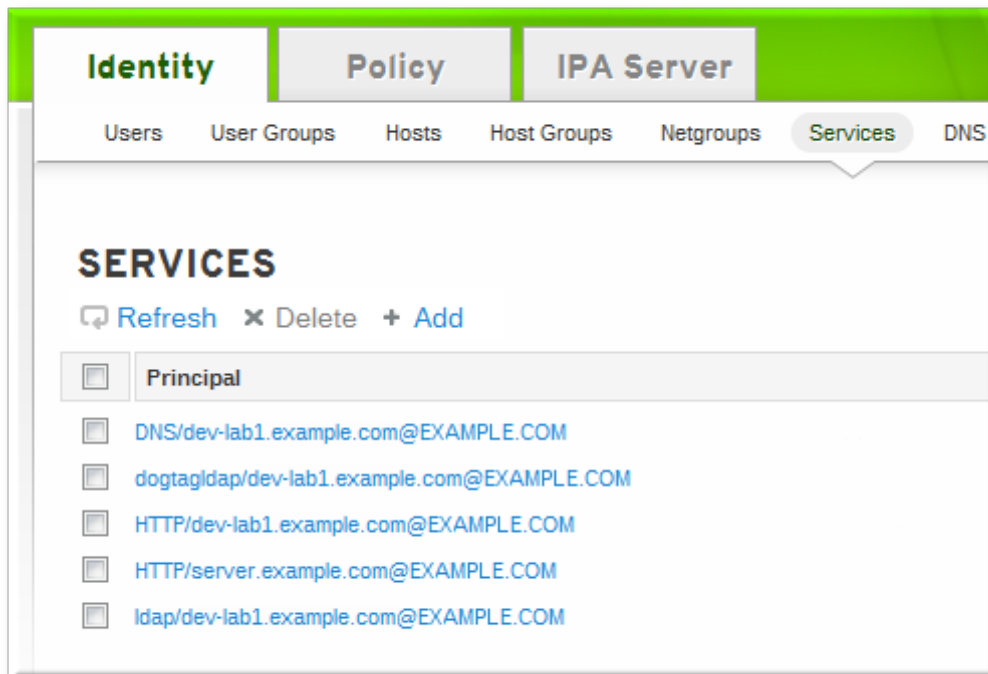 Identity Policy IPA Server
Users User Groups Hosts Host Groups Netgroups Services DNS
SERVICES
Refresh Delete + Add
Principal
DNS/dev-lab1.example.com@EXAMPLE.COM
dogtagldap/dev-lab1.example.com@EXAMPLE.COM
HTTP/dev-lab1.example.com@EXAMPLE.COM
HTTP/server.example.com@EXAMPLE.COM
ldap/dev-lab1.example.com@EXAMPLE.COM